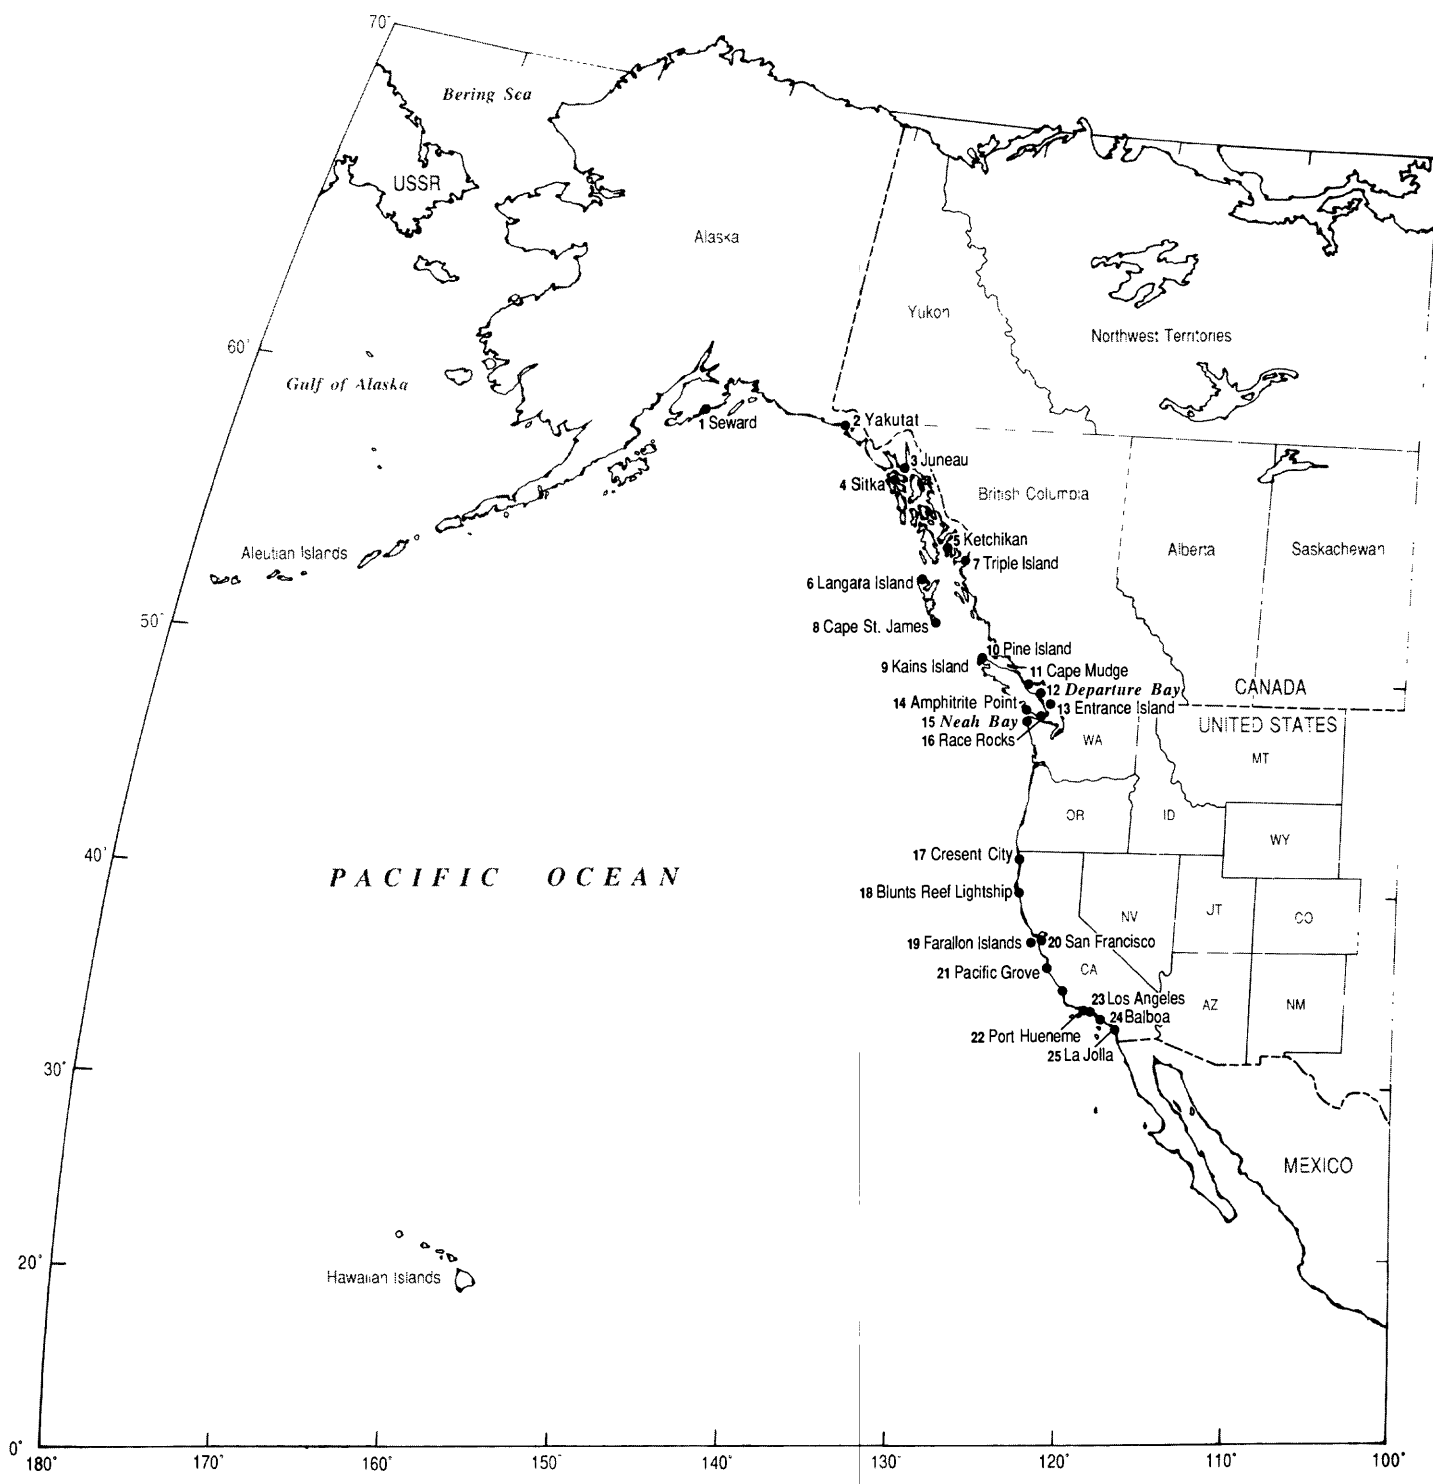 70°
Bering Sea
USSR
Alaska
Yukon
Northwest Territories
60°
Gulf of Alaska
1 Seward
2 Yakutat
3 Juneau
4 Sitka
British Columbia
5 Ketchikan
Alberta
Saskachewan
Aleutian Islands
7 Triple Island
6 Langara Island
50°
8 Cape St. James
10 Pine Island
9 Kains Island
11 Cape Mudge
12 Departure Bay
CANADA
14 Amphitrite Point
13 Entrance Island
15 Neah Bay
UNITED STATES
16 Race Rocks
WA
MT
OR
ID
WY
40°
17 Cresent City
PACIFIC OCEAN
18 Blunts Reef Lightship
NV
CO
19 Farallon Islands
20 San Francisco
21 Pacific Grove
CA
23 Los Angeles
AZ
NM
24 Balboa
22 Port Hueneme
25 La Jolla
30°
MEXICO
20°
Hawaiian Islands
0°
180°
170°
160°
150°
140°
130°
120°
110°
100°